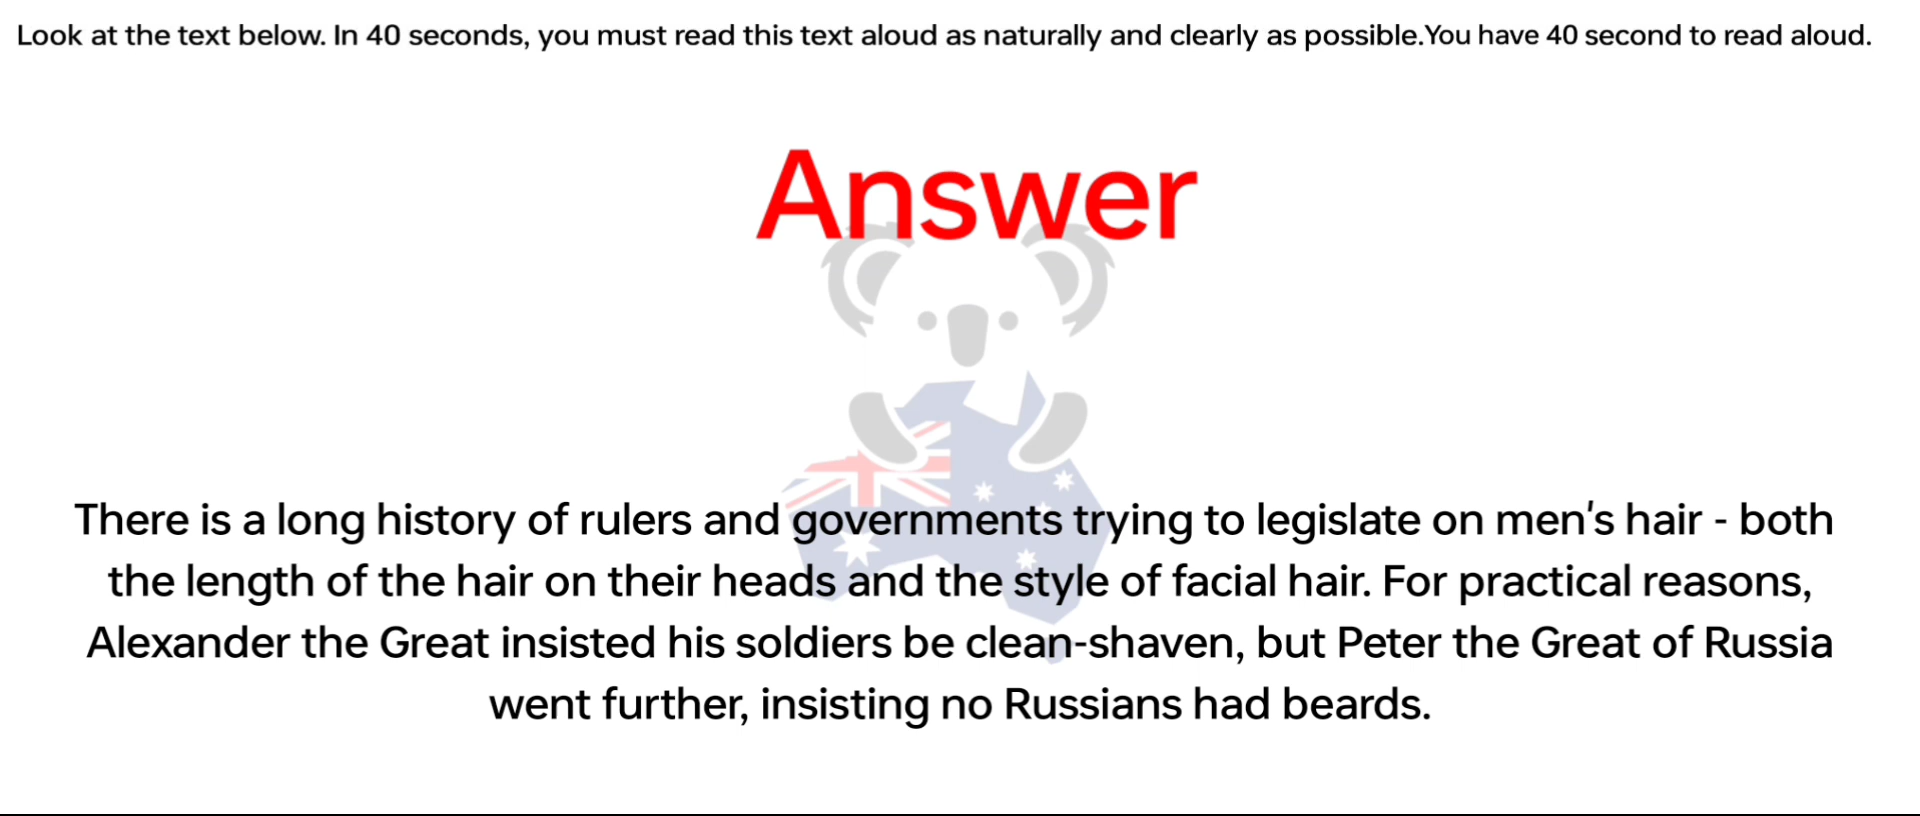 Look at the text below. In 40 seconds, you must read this text aloud as naturally and clearly as possible.You have 40 second to read aloud.
Answer
There is a long history of rulers and governments trying to legislate on men's hair - both
the length of the hair on their heads and the style of facial hair. For practical reasons,
Alexander the Great insisted his soldiers be clean-shaven, but Peter the Great of Russia
went further, insisting no Russians had beards.